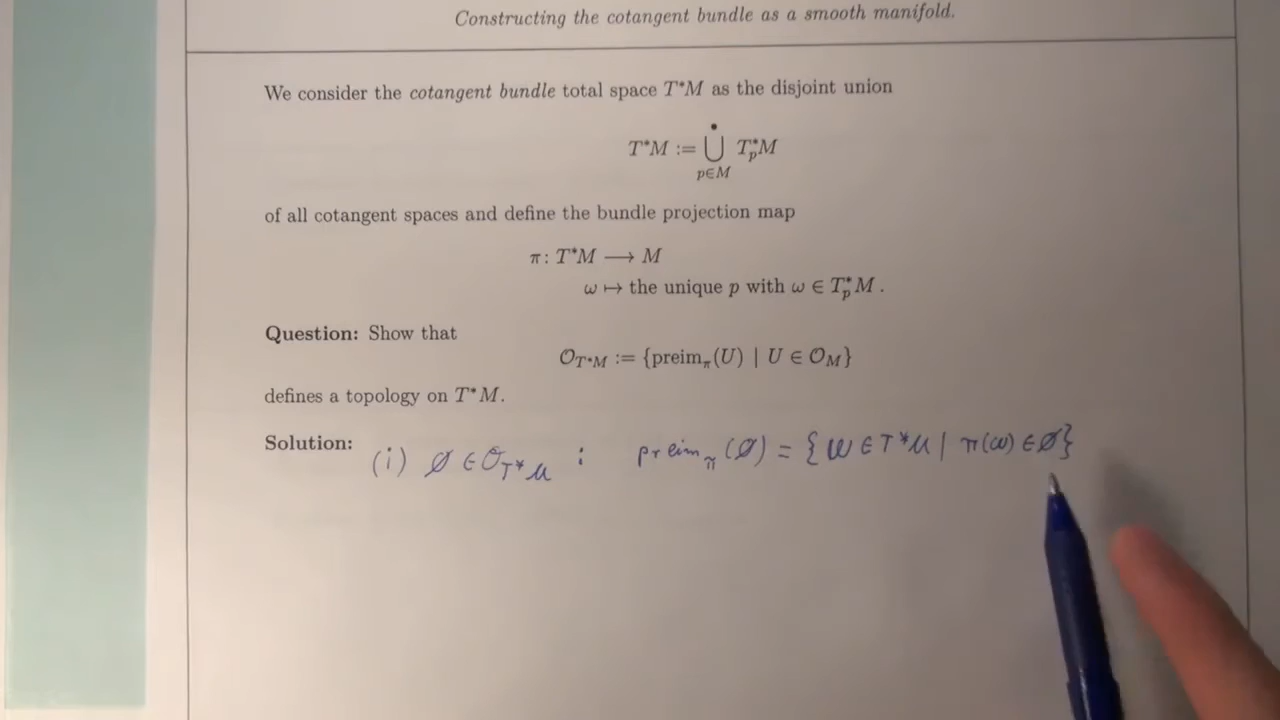 Constructing the cotangent bundle as a smooth manifold.
We consider the cotangent bundle total space T*M as the disjoint union
T*M := ⋃̇_{p∈M} T*_pM
of all cotangent spaces and define the bundle projection map
π: T*M ⟶ M
ω ↦ the unique p with ω ∈ T*_pM .
Question: Show that
𝒪_{T*M} := {preim_π(U) | U ∈ 𝒪_M}
defines a topology on T*M.
Solution: (i) ∅ ∈ 𝒪_{T*M} : preim_π(∅) = {ω ∈ T*M | π(ω) ∈ ∅}